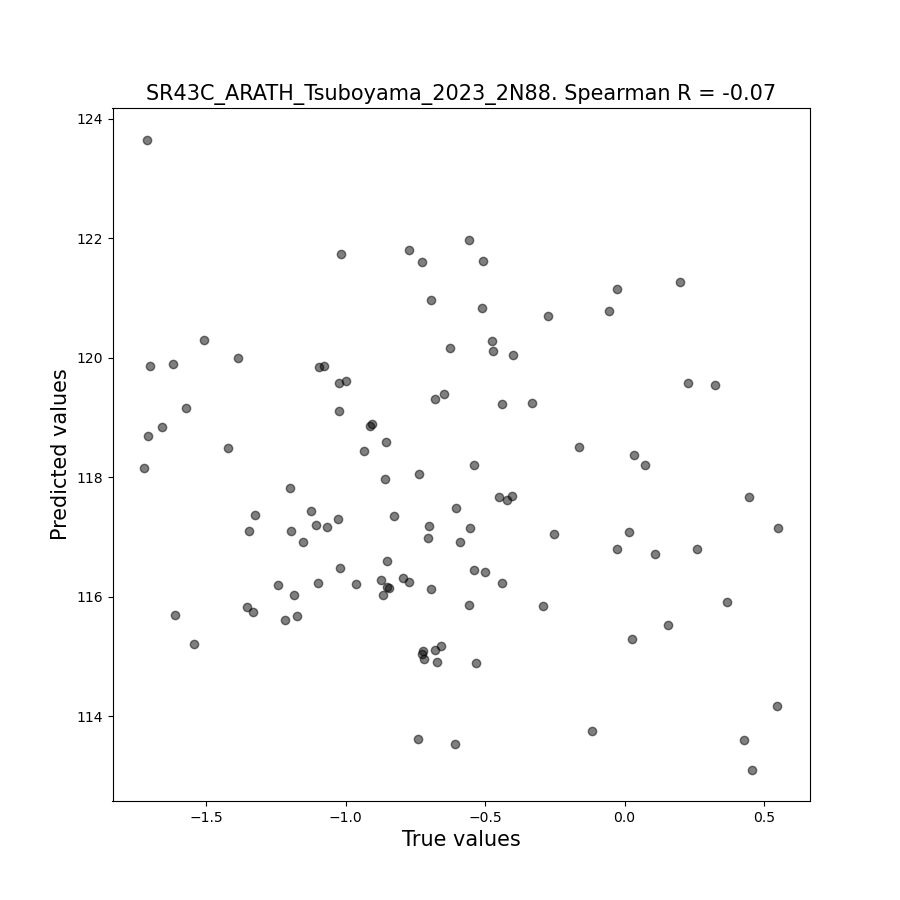 SR43C_ARATH_Tsuboyama_2023_2N88. Spearman R = -0.07
124
122
120
118
116
114
Predicted values
−1.5 −1.0 −0.5 0.0 0.5
True values